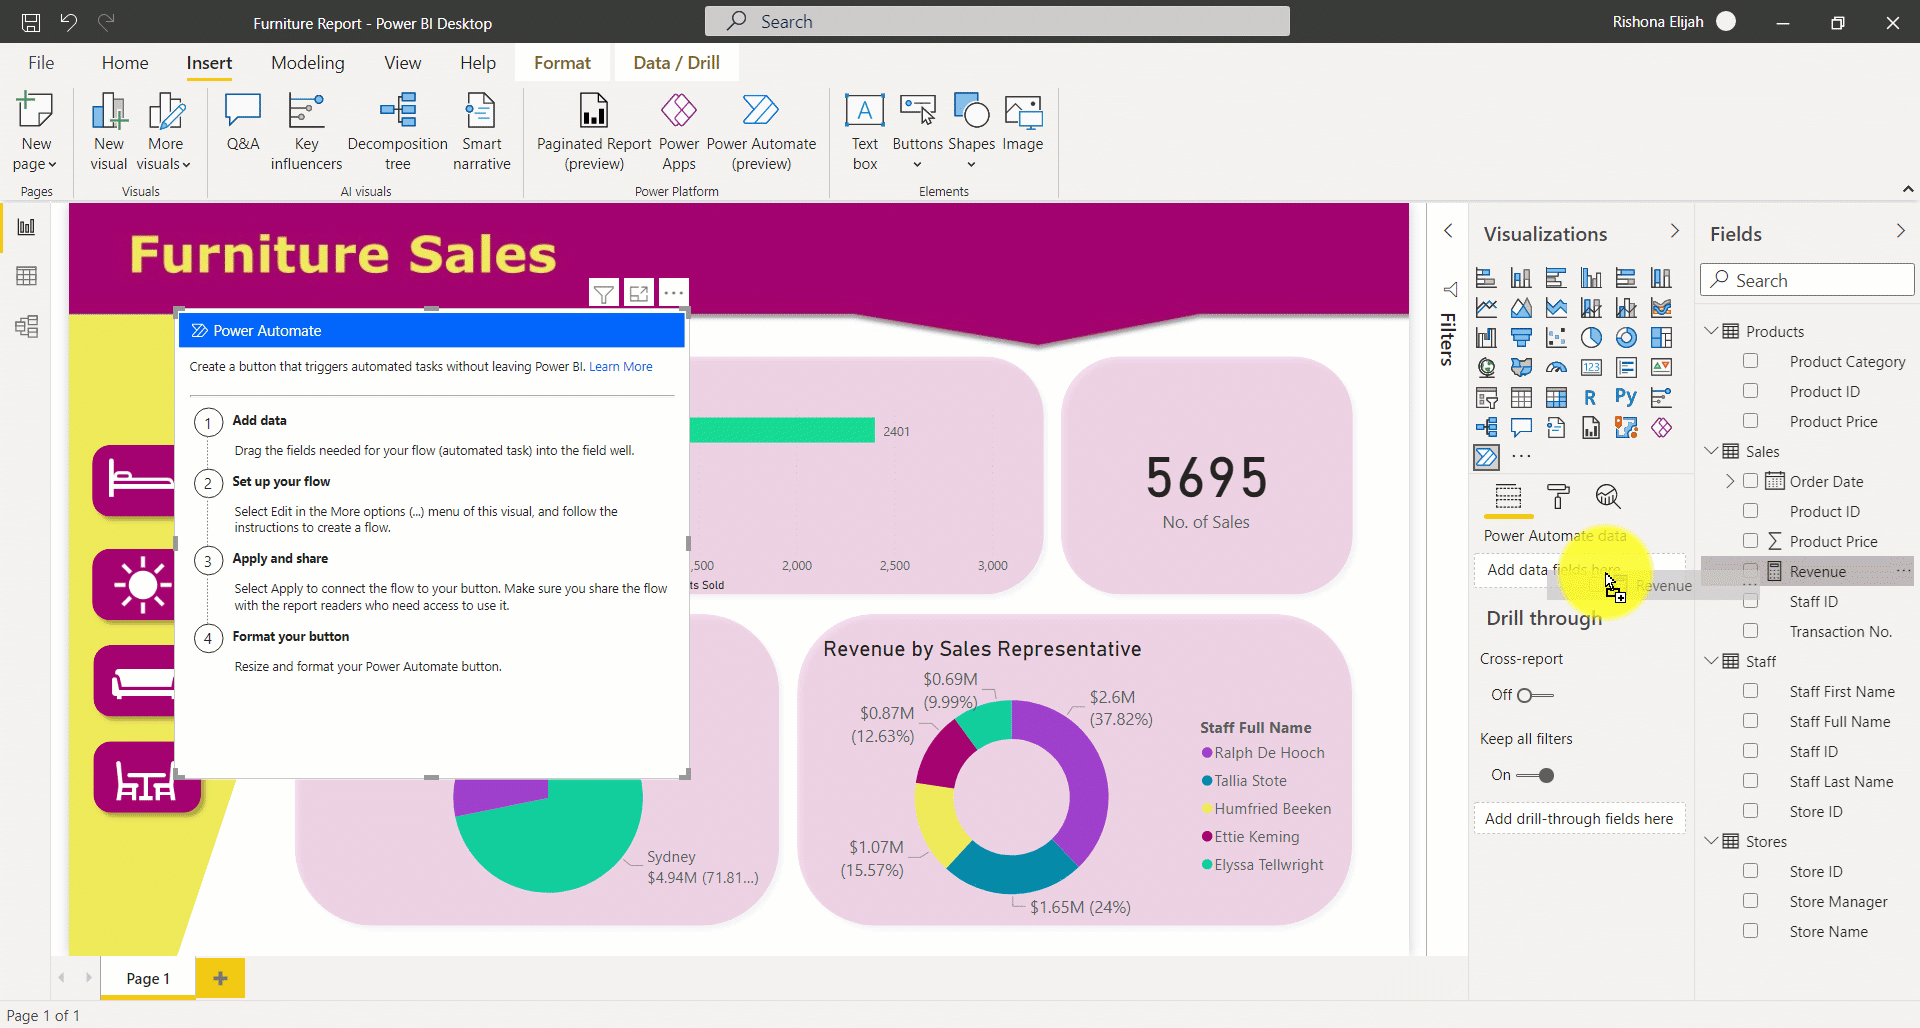 Furniture Report - Power BI Desktop
Search
Rishona Elijah
File Home Insert Modeling View Help Format Data / Drill
New page
New visual
More visuals
Q&A
Key influencers
Decomposition tree
Smart narrative
Paginated Report (preview)
Power Apps
Power Automate (preview)
Text box
Buttons
Shapes
Image
Pages
Visuals
AI visuals
Power Platform
Elements
Furniture Sales
Power Automate
Create a button that triggers automated tasks without leaving Power BI. Learn More
1 Add data
Drag the fields needed for your flow (automated task) into the field well.
2 Set up your flow
Select Edit in the More options (...) menu of this visual, and follow the
instructions to create a flow.
3 Apply and share
Select Apply to connect the flow to your button. Make sure you share the flow
with the report readers who need access to use it.
4 Format your button
Resize and format your Power Automate button.
2401
,500 2,000 2,500 3,000
ts Sold
5695
No. of Sales
Sydney
$4.94M (71.81...)
Revenue by Sales Representative
$0.69M
(9.99%)
$2.6M
(37.82%)
$0.87M
(12.63%)
$1.07M
(15.57%)
$1.65M (24%)
Staff Full Name
Ralph De Hooch
Tallia Stote
Humfried Beeken
Ettie Keming
Elyssa Tellwright
Filters
Visualizations
123
R Py
Power Automate data
Add data fields here
Revenue
Drill through
Cross-report
Off
Keep all filters
On
Add drill-through fields here
Fields
Search
Products
Product Category
Product ID
Product Price
Sales
Order Date
Product ID
Product Price
Revenue
Staff ID
Transaction No.
Staff
Staff First Name
Staff Full Name
Staff ID
Staff Last Name
Store ID
Stores
Store ID
Store Manager
Store Name
Page 1
Page 1 of 1